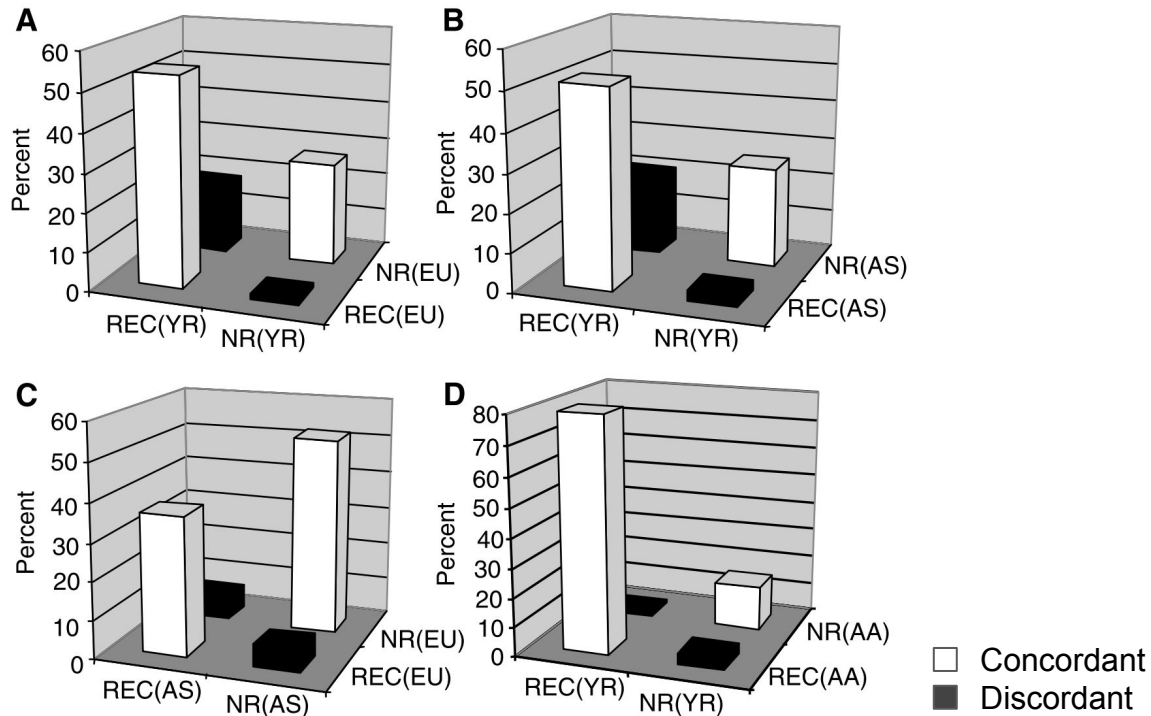 A
Percent
60
50
40
30
20
10
0
REC(YR)
NR(YR)
REC(EU)
NR(EU)
B
Percent
60
50
40
30
20
10
0
REC(YR)
NR(YR)
REC(AS)
NR(AS)
C
Percent
60
50
40
30
20
10
0
REC(AS)
NR(AS)
REC(EU)
NR(EU)
D
Percent
80
70
60
50
40
30
20
10
0
REC(YR)
NR(YR)
REC(AA)
NR(AA)
Concordant
Discordant